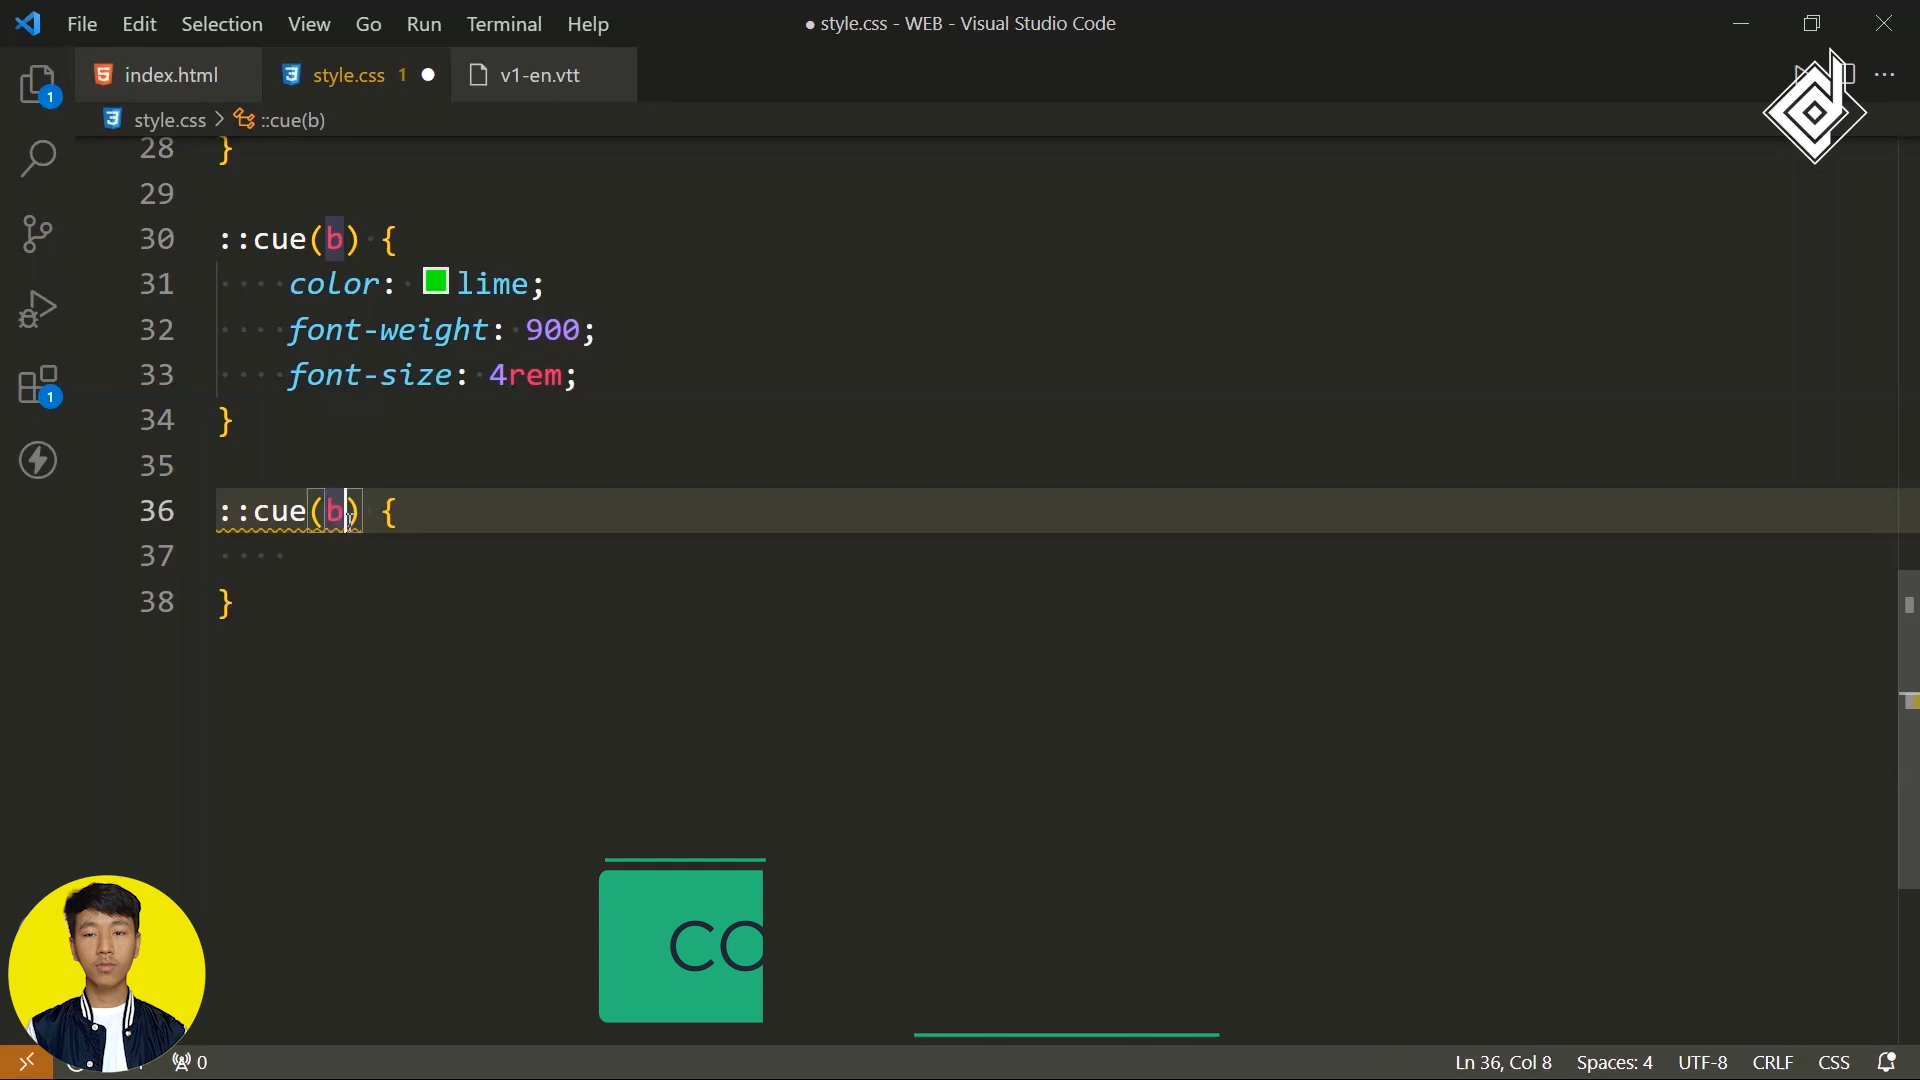 File Edit Selection View Go Run Terminal Help
● style.css - WEB - Visual Studio Code
index.html
style.css 1
v1-en.vtt
style.css > ::cue(b)
28 }
29
30 ::cue(b) {
31 color: lime;
32 font-weight: 900;
33 font-size: 4rem;
34 }
35
36 ::cue(b) {
37
38 }
1
1
CO
0
Ln 36, Col 8 Spaces: 4 UTF-8 CRLF CSS